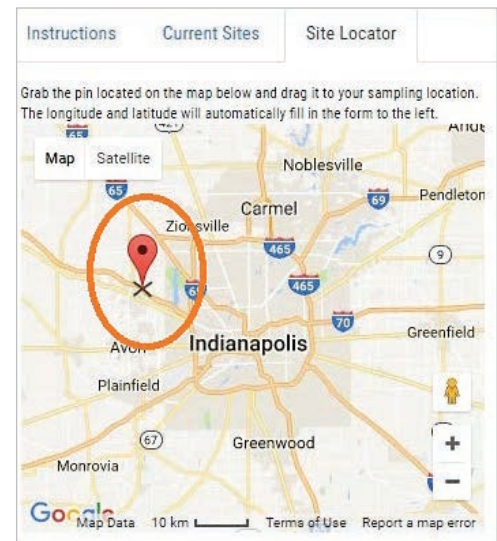 Instructions Current Sites Site Locator
Grab the pin located on the map below and drag it to your sampling location.
The longitude and latitude will automatically fill in the form to the left.
Map Satellite
Noblesville
65
69
Pendleton
Carmel
Zionsville
465
9
465
70
Greenfield
Avon
Indianapolis
Plainfield
67
Greenwood
Monrovia
Google
Map Data 10 km Terms of Use Report a map error